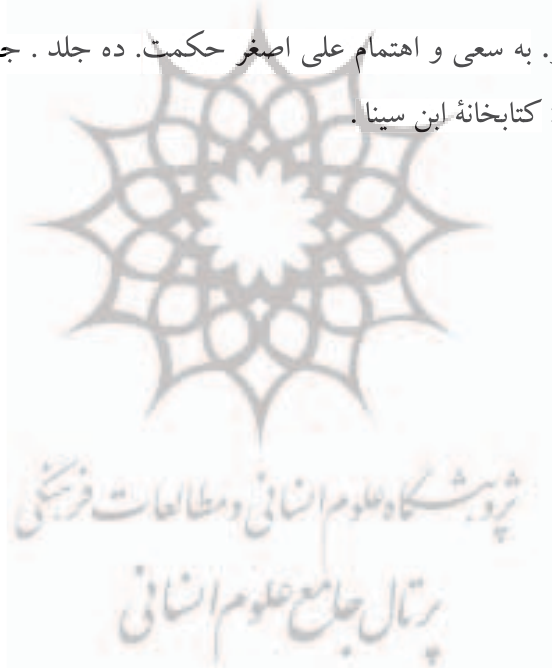 . به سعی و اهتمام علی اصغر حکمت. ده جلد .
کتابخانهٔ ابن سینا .
پژوهشگاه علوم انسانی و مطالعات فرهنگی
پرتال جامع علوم انسانی